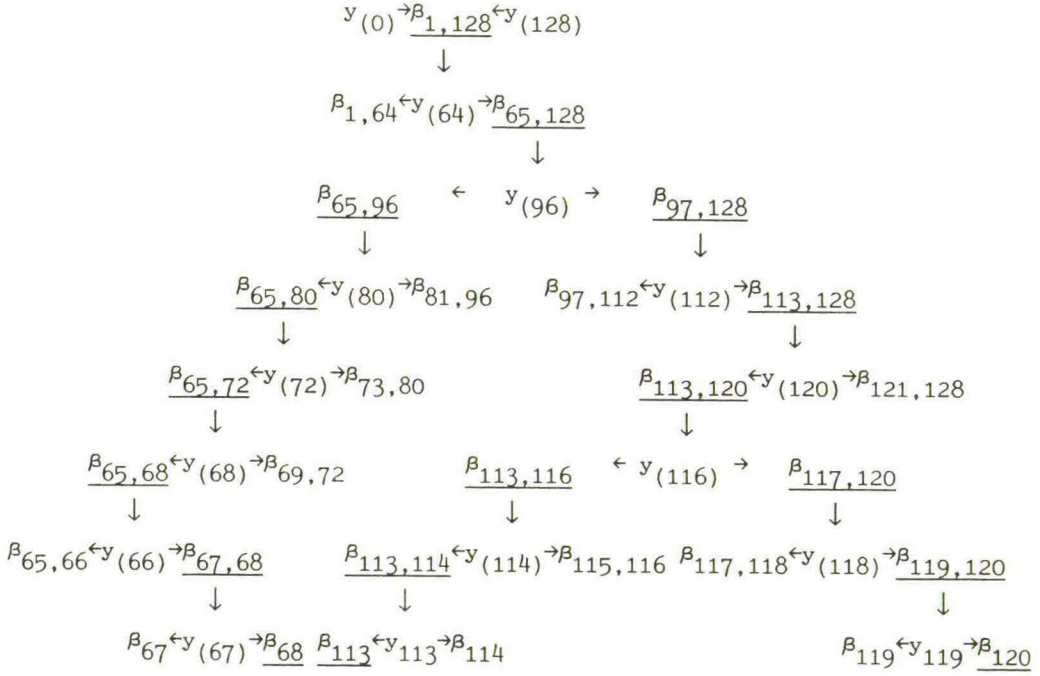 y(0)→β1,128←y(128)
↓
β1,64←y(64)→β65,128
↓
β65,96 ← y(96) → β97,128
↓ ↓
β65,80←y(80)→β81,96 β97,112←y(112)→β113,128
↓ ↓
β65,72←y(72)→β73,80 β113,120←y(120)→β121,128
↓ ↓
β65,68←y(68)→β69,72 β113,116 ← y(116) → β117,120
↓ ↓ ↓
β65,66←y(66)→β67,68 β113,114←y(114)→β115,116 β117,118←y(118)→β119,120
↓ ↓ ↓
β67←y(67)→β68 β113←y113→β114 β119←y119→β120